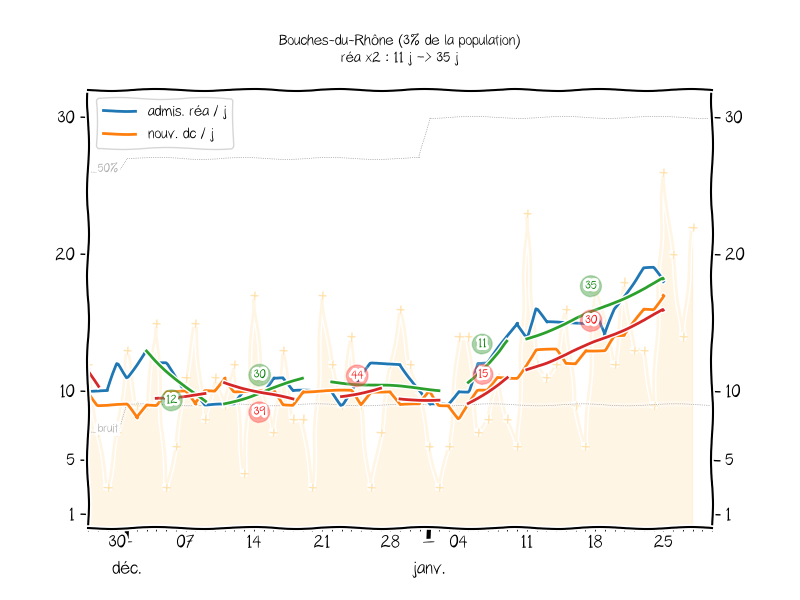 Bouches-du-Rhône (3% de la population)
réa x2 : 11 j -> 35 j
admis. réa / j
nouv. dc / j
30
30
50%
20
20
35
30
11
15
30
44
12
39
10
10
bruit
5
5
1
1
30 07 14 21 28 04 11 18 25
déc. janv.